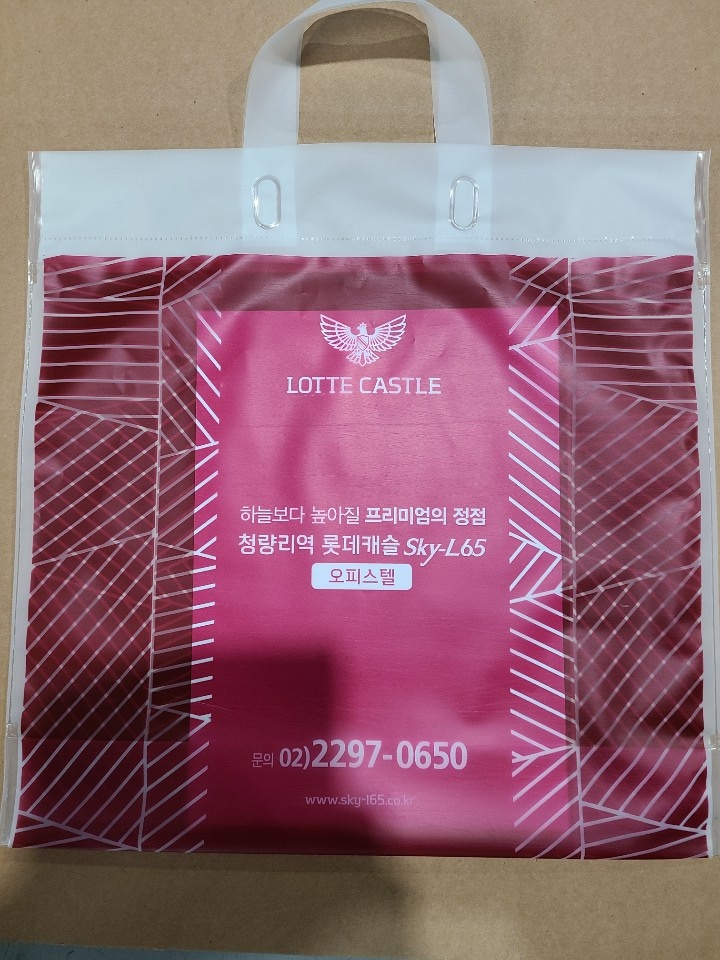 LOTTE CASTLE
하늘보다 높아질 프리미엄의 정점
청량리역 롯데캐슬 Sky-L65
오피스텔
문의 02)2297-0650
www.sky-l65.co.kr